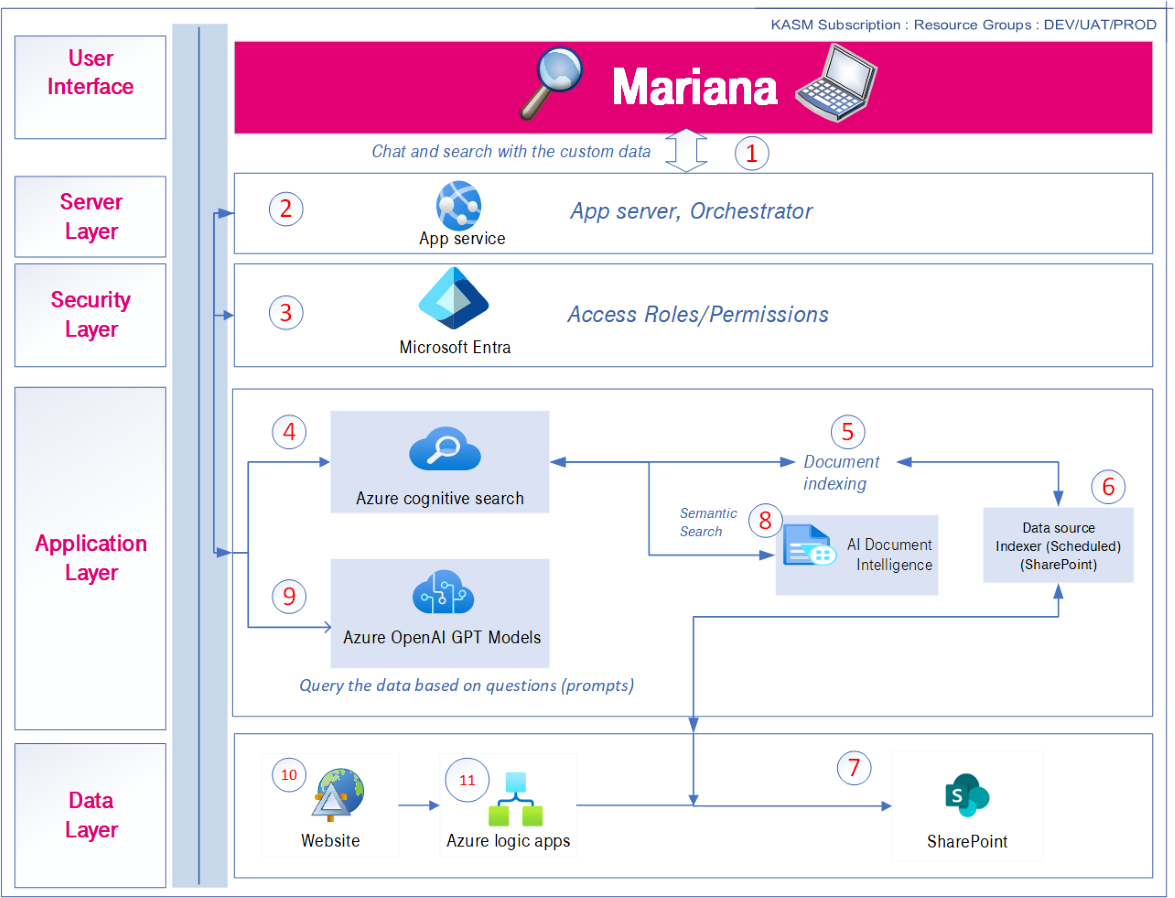 KASM Subscription : Resource Groups : DEV/UAT/PROD
User
Interface
Mariana
Chat and search with the custom data
1
Server
Layer
2
App service
App server, Orchestrator
Security
Layer
3
Microsoft Entra
Access Roles/Permissions
Application
Layer
4
Azure cognitive search
5
Document
indexing
6
Data source
Indexer (Scheduled)
(SharePoint)
Semantic
Search
8
AI Document
Intelligence
9
Azure OpenAI GPT Models
Query the data based on questions (prompts)
Data
Layer
10
Website
11
Azure logic apps
7
S
SharePoint